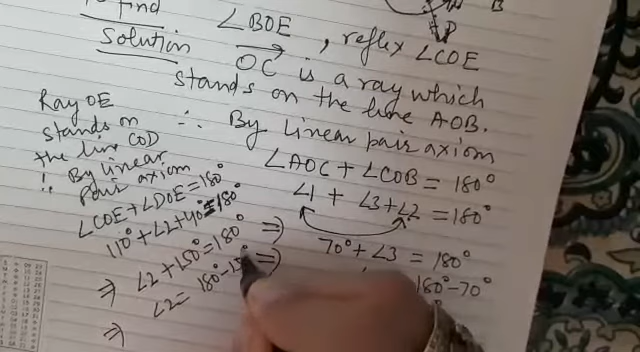 To find ∠BOE, reflex ∠COE
Solution OC is a ray which
stands on the line AOB.
∴ By Linear pair axiom
∠AOC + ∠COB = 180°
∠1 + ∠3+∠2 = 180°
70° + ∠3 = 180°
180°-70°
Ray OE
stands on
the line COD
∴ By linear
pair axiom
∠COE+∠DOE=180°
110°+∠2+40°=180°
⇒ ∠2+150°=180° ⇒
∠2= 180°-15 ⇒
⇒
B
D